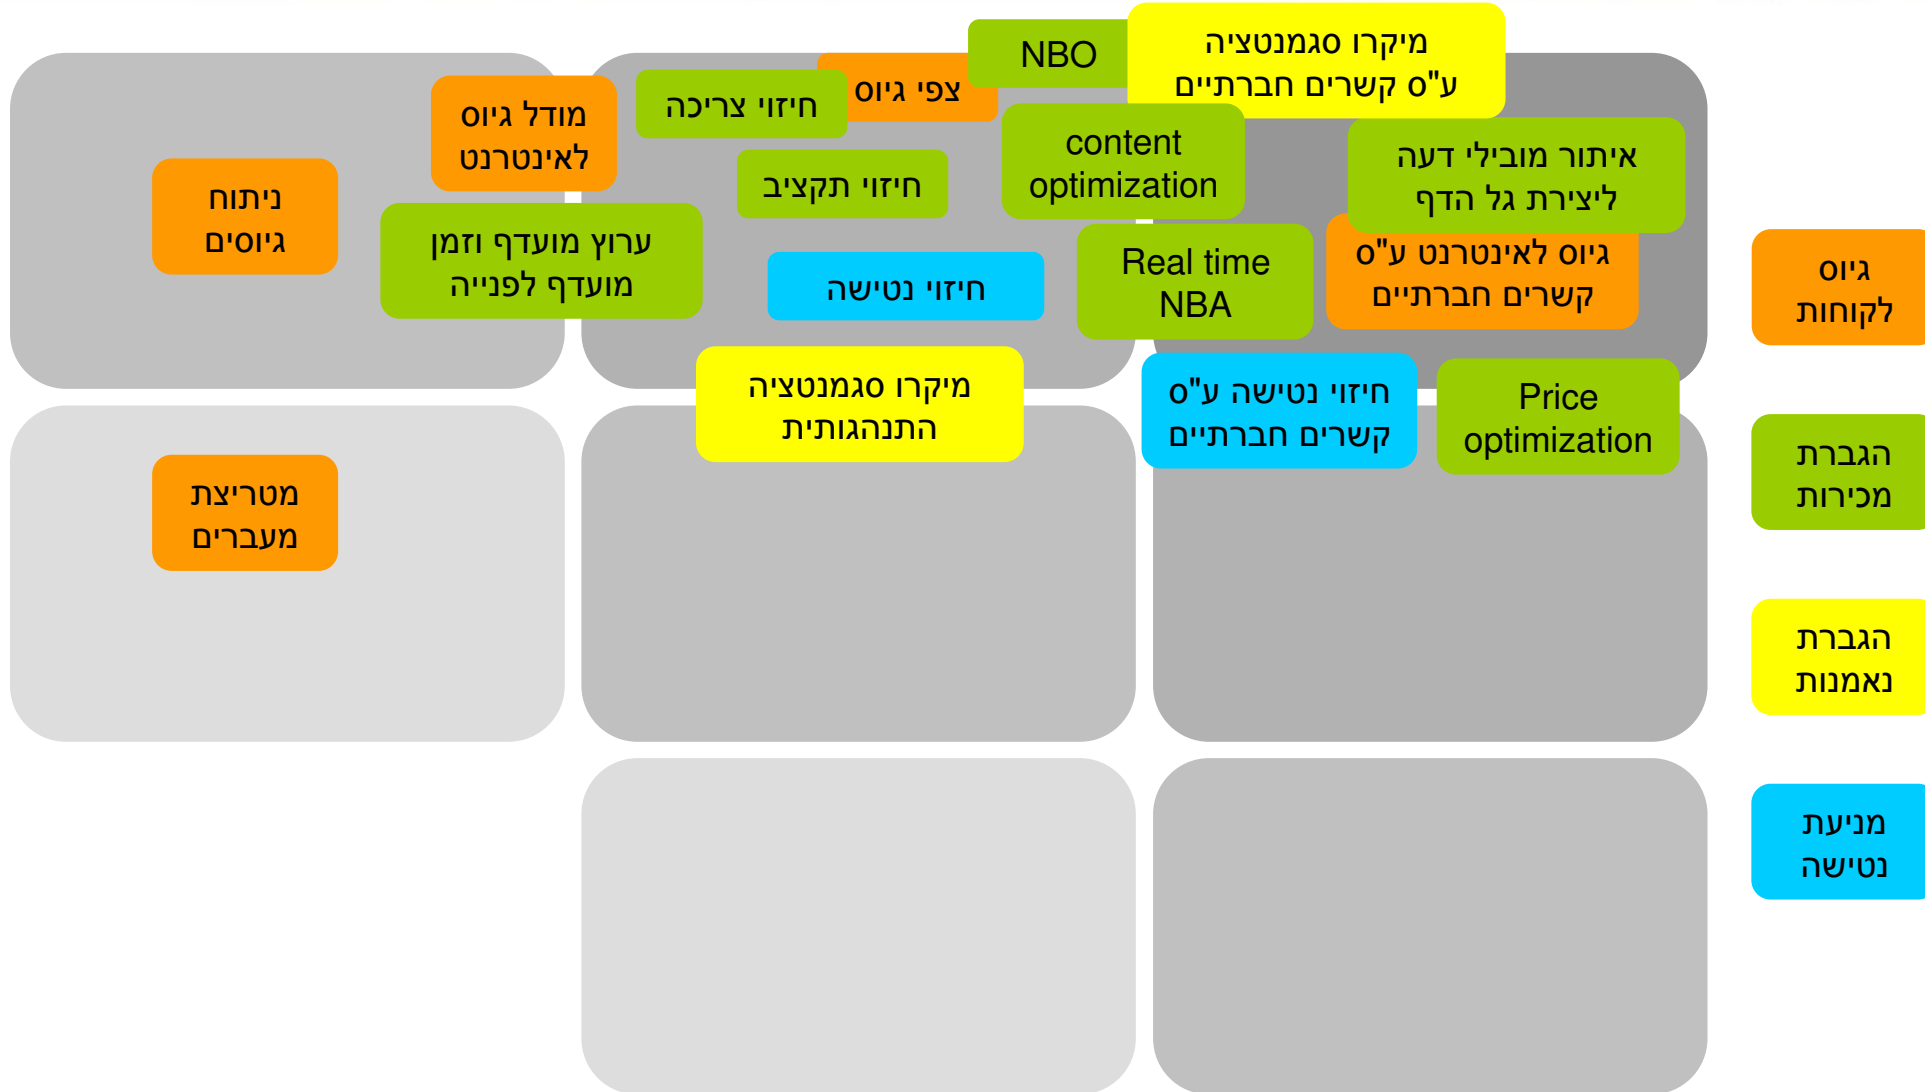 NBO
מיקרו סגמנטציה
ע"ס קשרים חברתיים
צפי גיוס
חיזוי צריכה
מודל גיוס
לאינטרנט
content
optimization
איתור מובילי דעה
ליצירת גל הדף
חיזוי תקציב
ניתוח
גיוסים
ערוץ מועדף וזמן
מועדף לפנייה
חיזוי נטישה
Real time
NBA
גיוס לאינטרנט ע"ס
קשרים חברתיים
מיקרו סגמנטציה
התנהגותית
חיזוי נטישה ע"ס
קשרים חברתיים
Price
optimization
מטריצת
מעברים
גיוס
לקוחות
הגברת
מכירות
הגברת
נאמנות
מניעת
נטישה